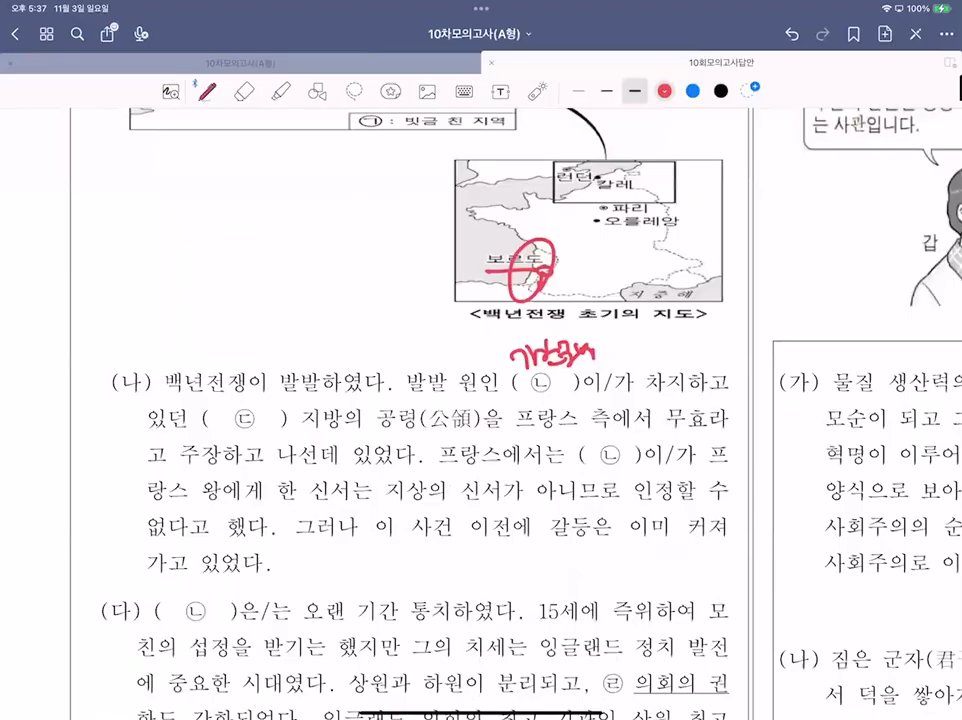 오후 5:37 11월 3일 일요일
100%
10차모의고사(A형)
10차모의고사(A형)
10회모의고사답안
㉠ : 빗금 친 지역
런던
칼레
파리
오를레앙
보르도
지중해
<백년전쟁 초기의 지도>
(나) 백년전쟁이 발발하였다. 발발 원인 ( ㉡ )이/가 차지하고
있던 ( ㉢ ) 지방의 공령(公領)을 프랑스 측에서 무효라
고 주장하고 나선데 있었다. 프랑스에서는 ( ㉡ )이/가 프
랑스 왕에게 한 신서는 지상의 신서가 아니므로 인정할 수
없다고 했다. 그러나 이 사건 이전에 갈등은 이미 커져
가고 있었다.
(다) ( ㉡ )은/는 오랜 기간 통치하였다. 15세에 즉위하여 모
친의 섭정을 받기는 했지만 그의 치세는 잉글랜드 정치 발전
에 중요한 시대였다. 상원과 하원이 분리되고, ㉣ 의회의 권
는 사관입니다.
갑
(가) 물질 생산력의
모순이 되고 그
혁명이 이루어
양식으로 보아
사회주의의 순
사회주의로 이
(나) 짐은 군자(君子
서 덕을 쌓아